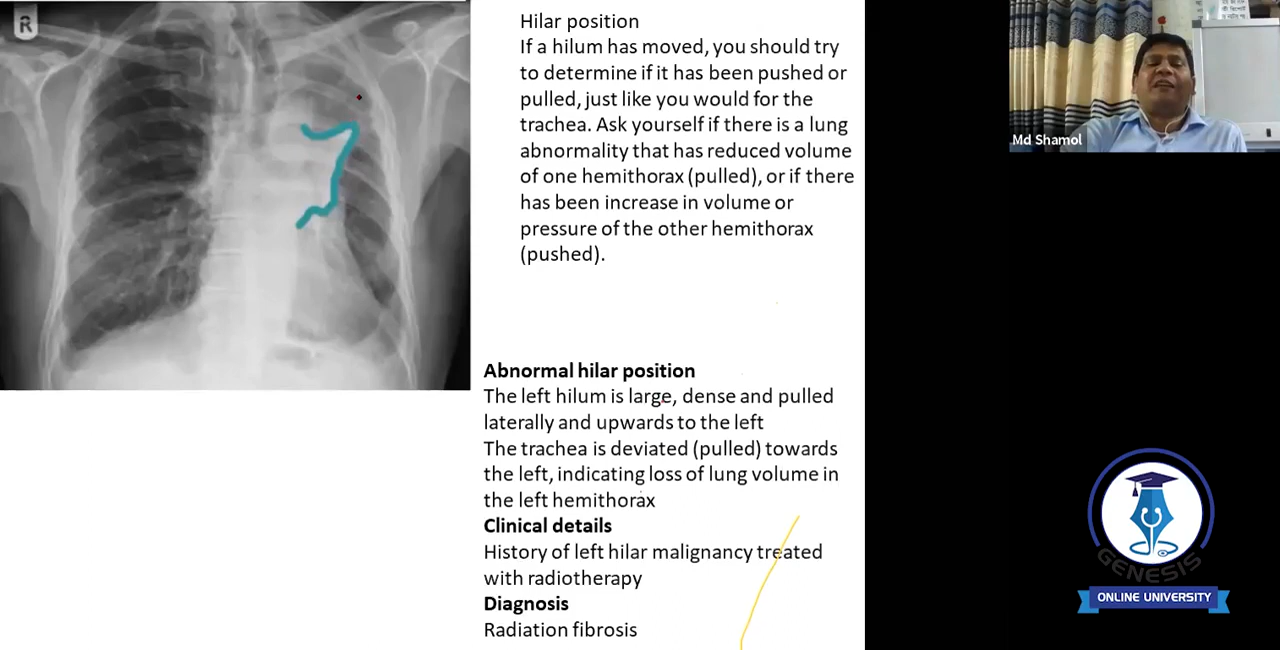 R
Hilar position
If a hilum has moved, you should try
to determine if it has been pushed or
pulled, just like you would for the
trachea. Ask yourself if there is a lung
abnormality that has reduced volume
of one hemithorax (pulled), or if there
has been increase in volume or
pressure of the other hemithorax
(pushed).
Abnormal hilar position
The left hilum is large, dense and pulled
laterally and upwards to the left
The trachea is deviated (pulled) towards
the left, indicating loss of lung volume in
the left hemithorax
Clinical details
History of left hilar malignancy treated
with radiotherapy
Diagnosis
Radiation fibrosis
Md Shamol
GENESIS
ONLINE UNIVERSITY